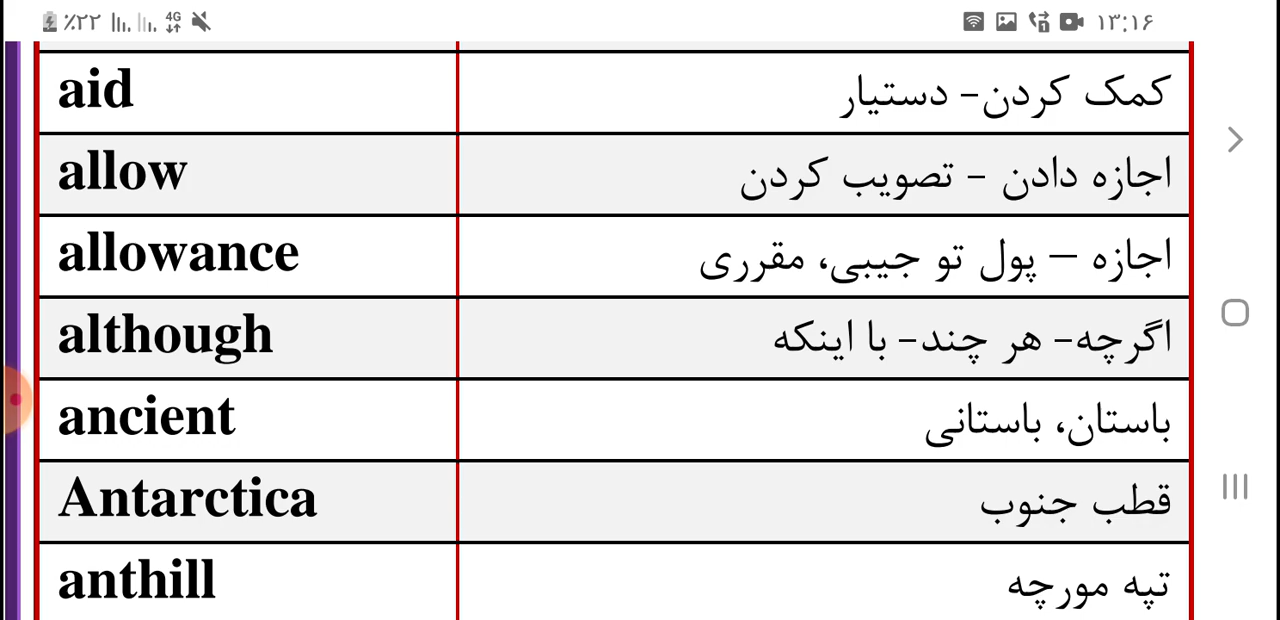 ٪۲۲ 4G ۱۳:۱۶
aid کمک کردن- دستیار
allow اجازه دادن - تصویب کردن
allowance اجازه – پول تو جیبی، مقرری
although اگرچه- هر چند- با اینکه
ancient باستان، باستانی
Antarctica قطب جنوب
anthill تپه مورچه